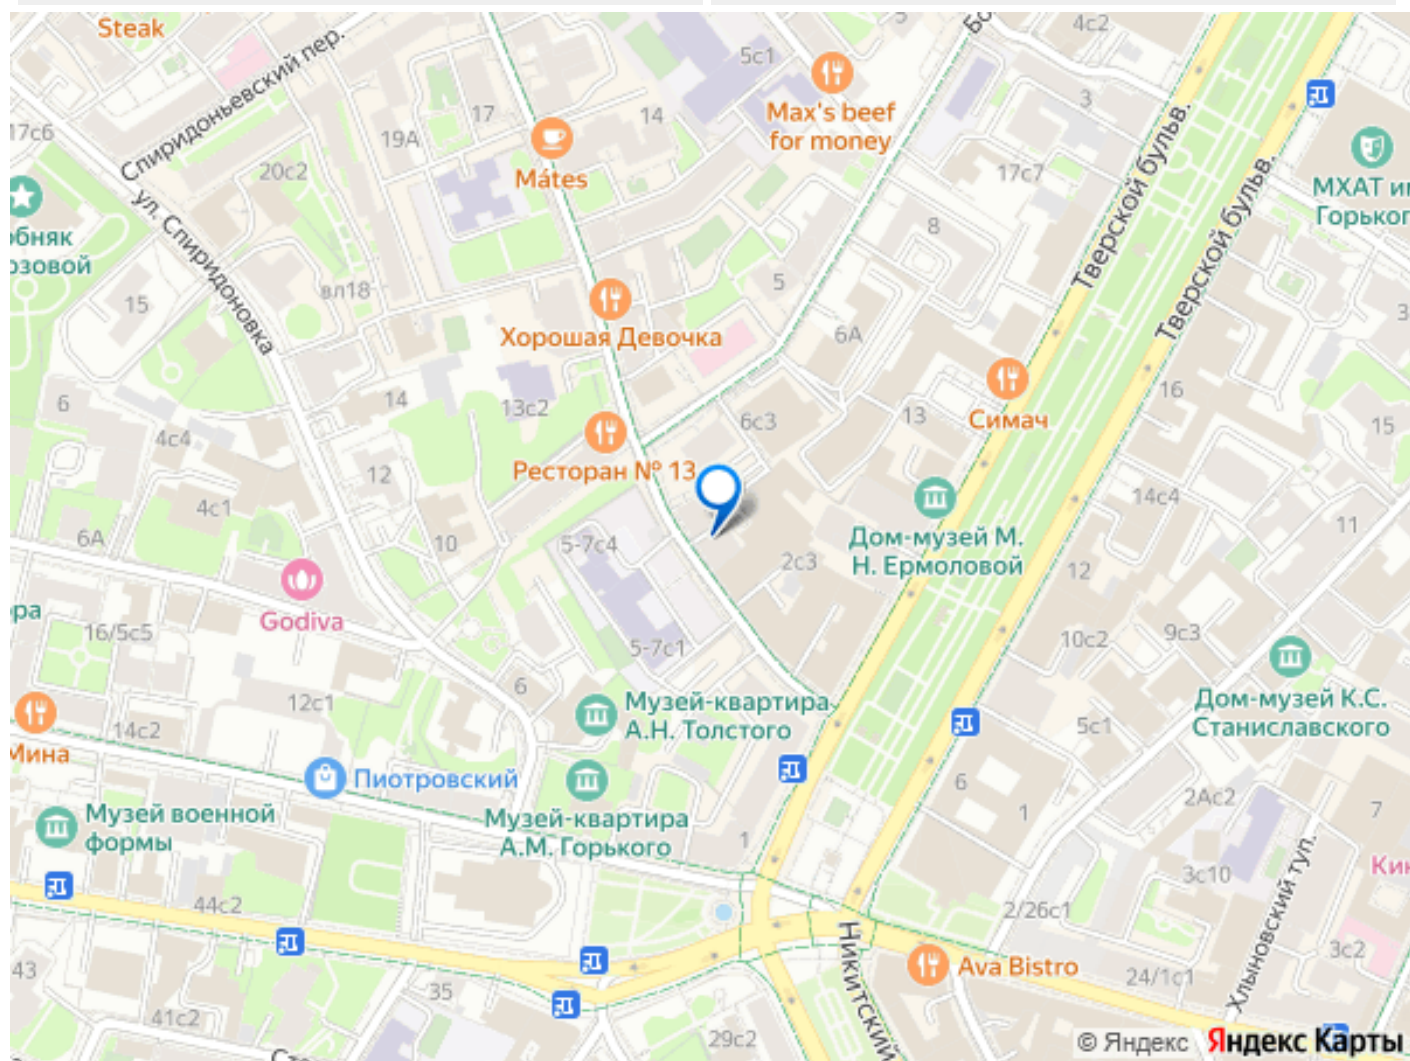 Steak
Спиридоньевский пер.
17с6
20с2
19А
17
14
5с1
5
4с2
3
Max's beef
for money
Mátes
17с7
Тверской бульв.
Тверской бульв.
МХАТ
Горьког
обняк
озовой
15
ул. Спиридоновка
вл18
8
5
6А
Хорошая Девочка
6
14
13с2
4с4
12
Ресторан № 13
6с3
13
Симач
16
15
4с1
6А
10
5-7с4
2с3
Дом-музей М.
Н. Ермоловой
14с4
11
12
Godiva
16/5с5
5-7с1
10с2
9с3
12с1
6
Музей-квартира
А.Н. Толстого
Дом-музей К.С.
Станиславского
14с2
Мина
5с1
Пиотровский
6
1
2Ас2
7
Музей военной
формы
Музей-квартира
А.М. Горького
1
3с10
Хлыновский туп.
44с2
2/26с1
3с2
Никитский
Ava Bistro
24/1с1
43
35
41с2
29с2
© Яндекс Яндекс Карты